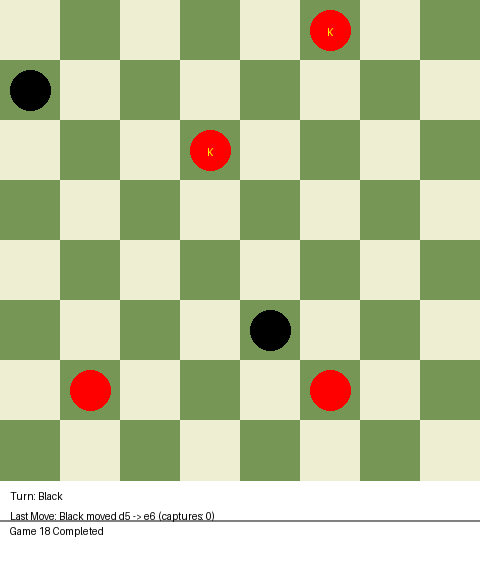 K
K
Turn: Black
Last Move: Black moved d5 -> e6 (captures: 0)
Game 18 Completed